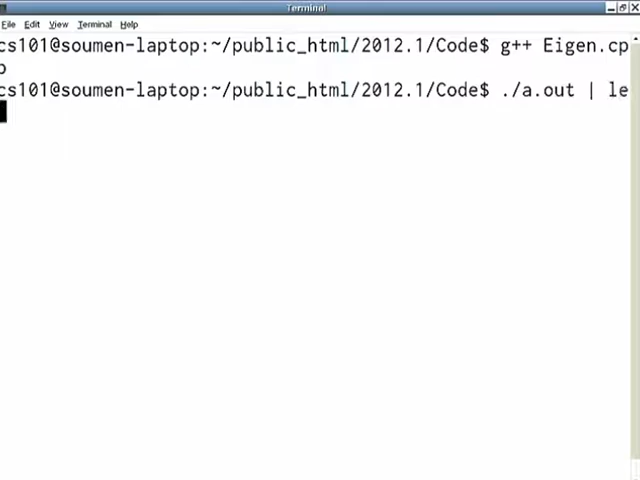 Terminal
File Edit View Terminal Help
cs101@soumen-laptop:~/public_html/2012.1/Code$ g++ Eigen.cp
p
cs101@soumen-laptop:~/public_html/2012.1/Code$ ./a.out | le